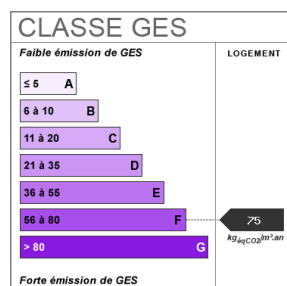 CLASSE GES
Faible émission de GES
LOGEMENT
≤ 5 A
6 à 10 B
11 à 20 C
21 à 35 D
36 à 55 E
56 à 80 F
75
kgéqCO2/m².an
> 80 G
Forte émission de GES